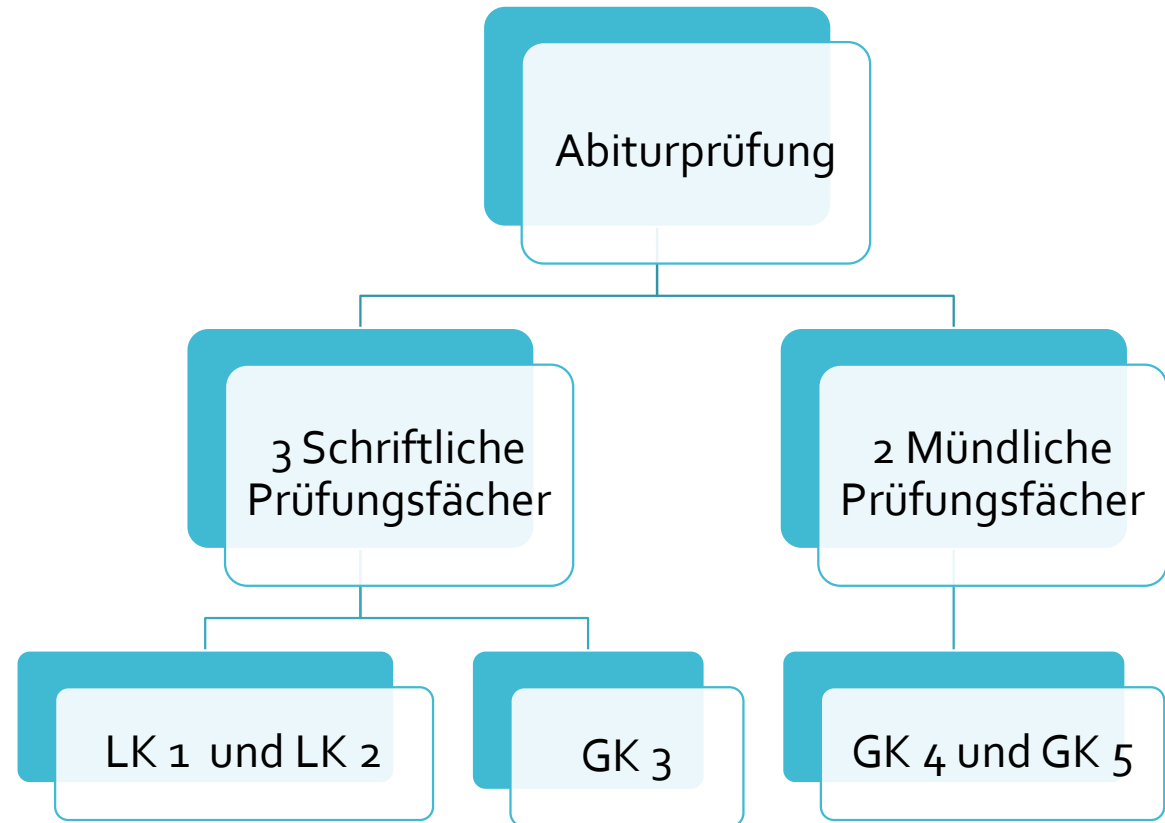 Abiturprüfung
3 Schriftliche
Prüfungsfächer
2 Mündliche
Prüfungsfächer
LK 1 und LK 2
GK 3
GK 4 und GK 5